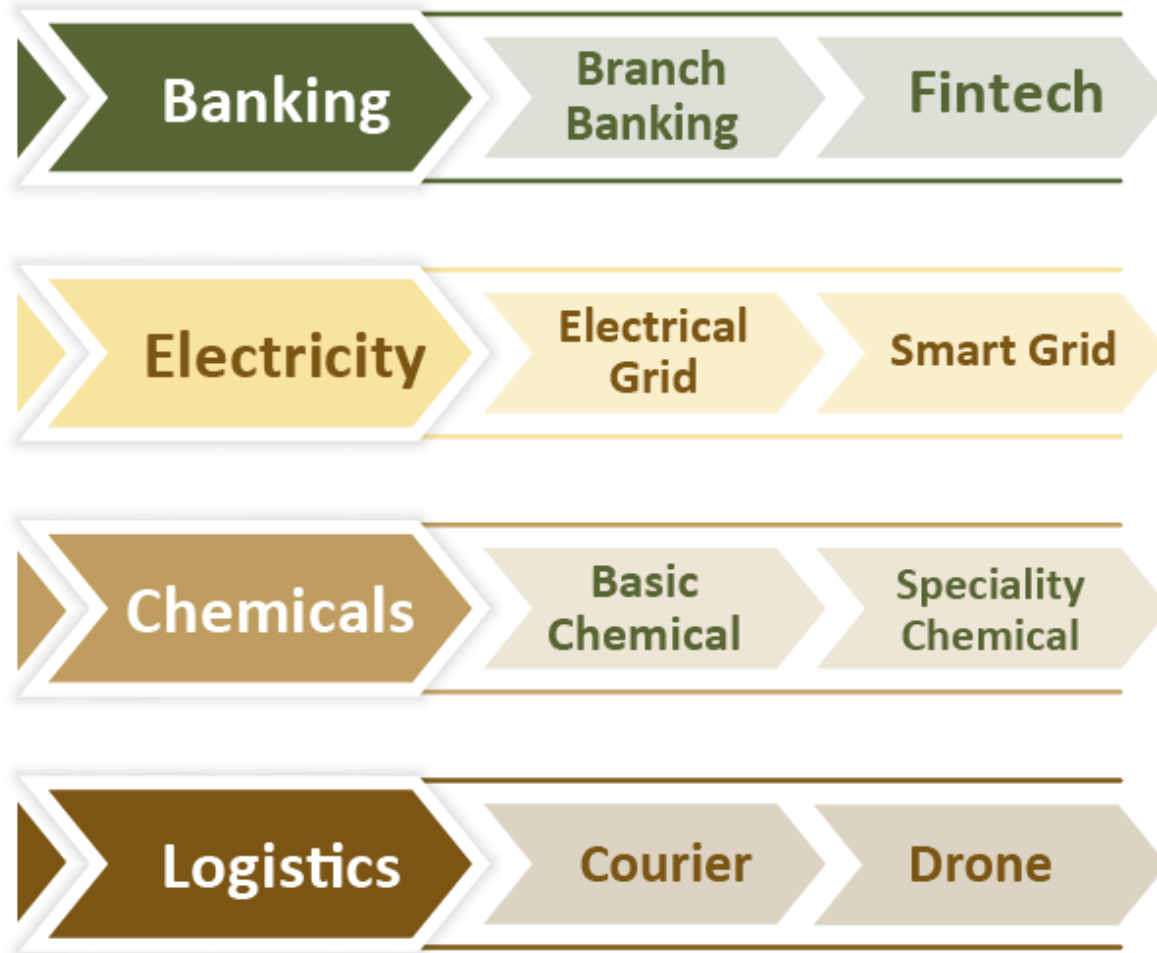 Banking
Branch
Banking
Fintech
Electricity
Electrical
Grid
Smart Grid
Chemicals
Basic
Chemical
Speciality
Chemical
Logistics
Courier
Drone